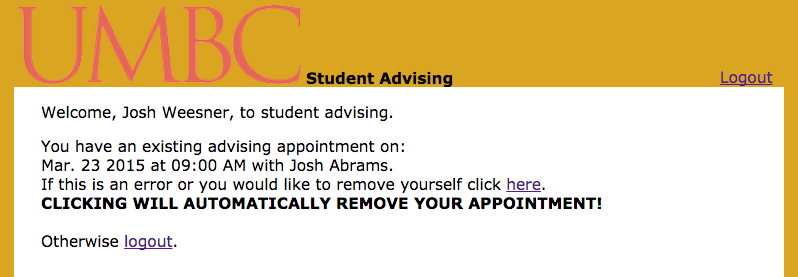 UMBC Student Advising Logout
Welcome, Josh Weesner, to student advising.
You have an existing advising appointment on:
Mar. 23 2015 at 09:00 AM with Josh Abrams.
If this is an error or you would like to remove yourself click here.
CLICKING WILL AUTOMATICALLY REMOVE YOUR APPOINTMENT!
Otherwise logout.